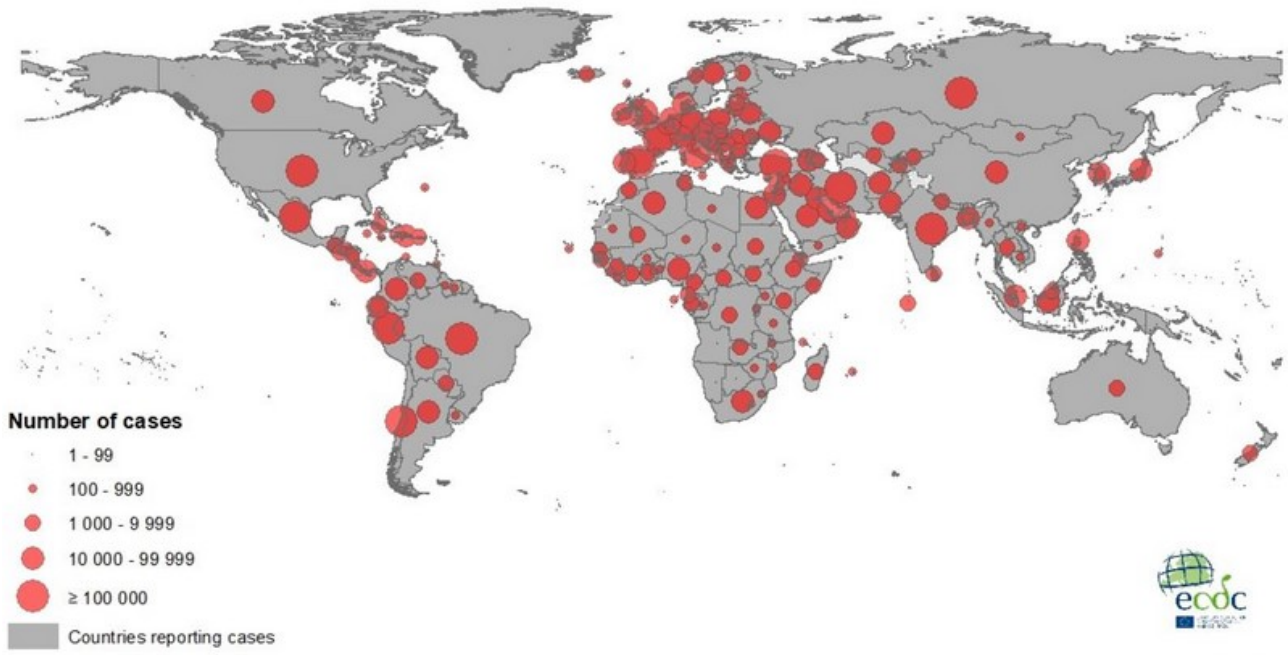 Number of cases
1 - 99
100 - 999
1 000 - 9 999
10 000 - 99 999
≥ 100 000
Countries reporting cases
ecdc